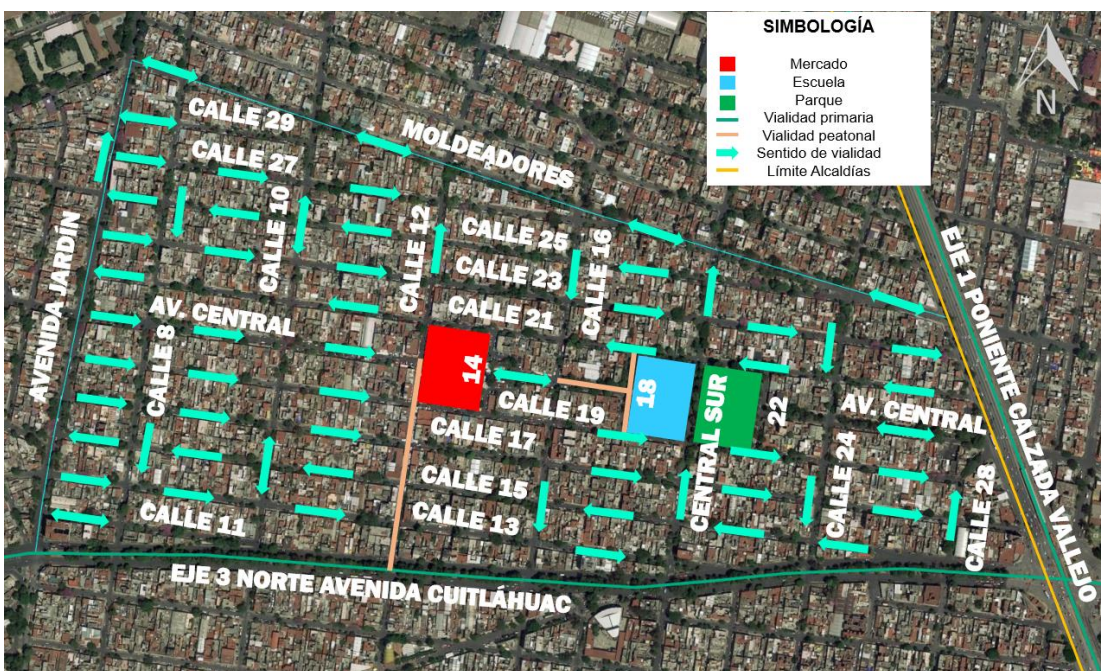 SIMBOLOGÍA
Mercado
Escuela
Parque
Vialidad primaria
Vialidad peatonal
Sentido de vialidad
Límite Alcaldías
N
CALLE 29
MOLDEADORES
CALLE 27
CALLE 10
CALLE 12
CALLE 25
CALLE 16
AVENIDA JARDÍN
CALLE 23
EJE 1 PONIENTE CALZADA VALLEJO
CALLE 21
AV. CENTRAL
CALLE 8
14
18
CALLE 19
CENTRAL SUR
22
AV. CENTRAL
CALLE 17
CALLE 24
CALLE 15
CALLE 13
CALLE 11
CALLE 28
EJE 3 NORTE AVENIDA CUITLÁHUAC